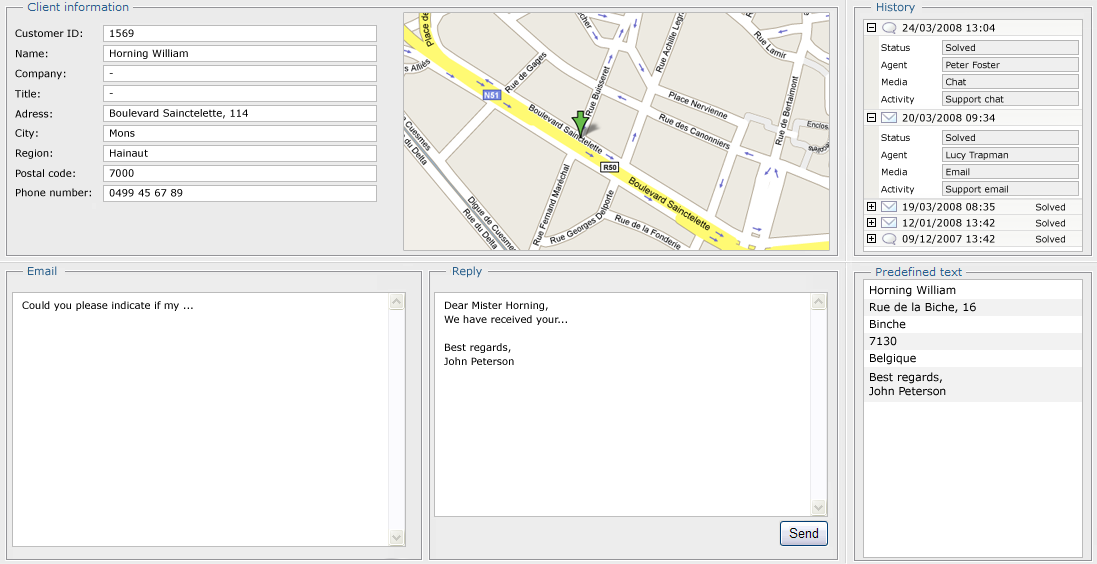 Client information
Customer ID: 1569
Name: Horning William
Company: -
Title: -
Adress: Boulevard Sainctelette, 114
City: Mons
Region: Hainaut
Postal code: 7000
Phone number: 0499 45 67 89
Place de
s Alliés
N51
Rue de Gages
Rue Buisseret
Rue Achille Legra
Rue Lamir
Place Nervienne
Rue des Canonniers
Rue de Bertaimont
Enclos
Boulevard Sainctelette
R50
Boulevard Sainctelette
Cuesmes
du Delta
Digue de Cuesmes
Rue du Delta
Rue Fernand Maréchal
Rue Georges Delporte
Rue de la Fonderie
History
24/03/2008 13:04
Status Solved
Agent Peter Foster
Media Chat
Activity Support chat
20/03/2008 09:34
Status Solved
Agent Lucy Trapman
Media Email
Activity Support email
19/03/2008 08:35 Solved
12/01/2008 13:42 Solved
09/12/2007 13:42 Solved
Email
Could you please indicate if my ...
Reply
Dear Mister Horning,
We have received your...
Best regards,
John Peterson
Send
Predefined text
Horning William
Rue de la Biche, 16
Binche
7130
Belgique
Best regards,
John Peterson